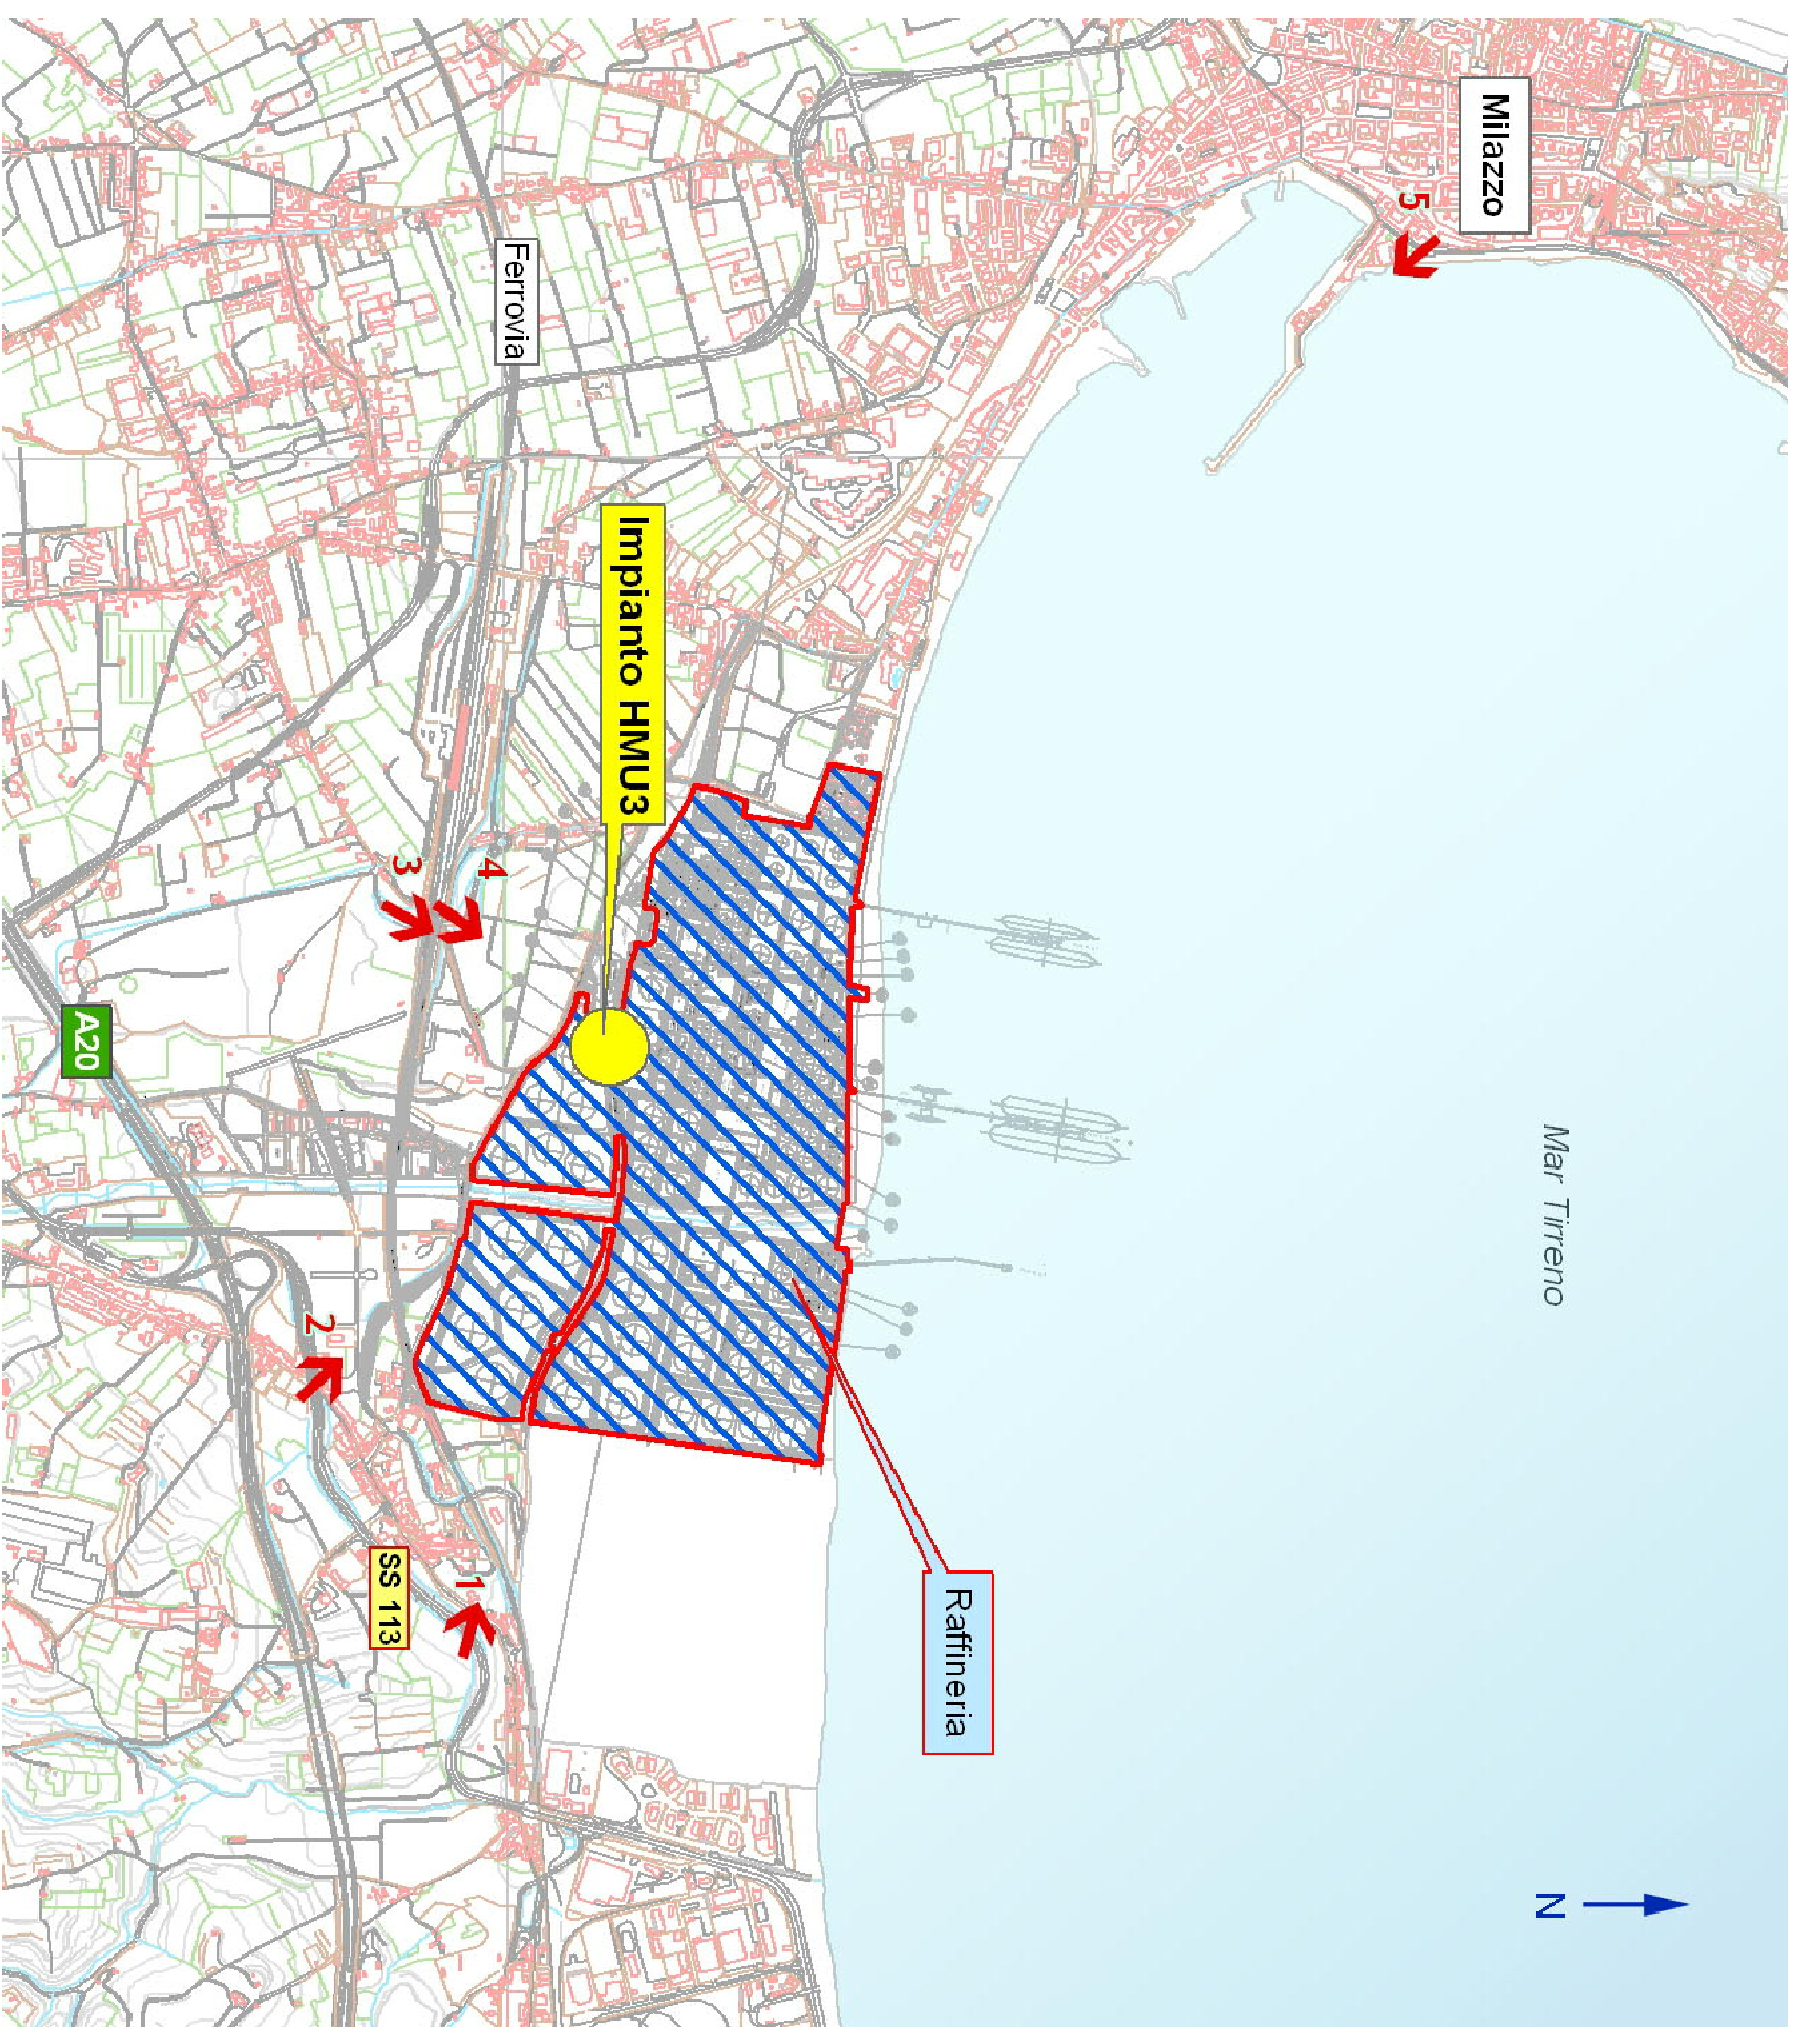 Milazzo
5
Ferrovia
Impianto HMU3
Mar Tirreno
3
4
A20
2
1
SS 113
Raffineria
N